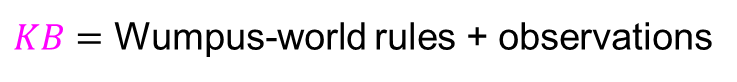 KB = Wumpus-world rules + observations